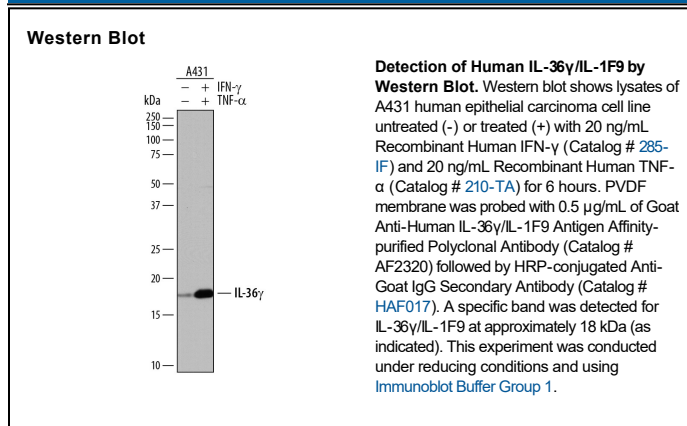 Western Blot
A431
− + IFN-γ
− + TNF-α
kDa
250
150
100
75
50
37
25
20
IL-36γ
15
10
Detection of Human IL-36γ/IL-1F9 by
Western Blot. Western blot shows lysates of
A431 human epithelial carcinoma cell line
untreated (-) or treated (+) with 20 ng/mL
Recombinant Human IFN-γ (Catalog # 285-
IF) and 20 ng/mL Recombinant Human TNF-
α (Catalog # 210-TA) for 6 hours. PVDF
membrane was probed with 0.5 μg/mL of Goat
Anti-Human IL-36γ/IL-1F9 Antigen Affinity-
purified Polyclonal Antibody (Catalog #
AF2320) followed by HRP-conjugated Anti-
Goat IgG Secondary Antibody (Catalog #
HAF017). A specific band was detected for
IL-36γ/IL-1F9 at approximately 18 kDa (as
indicated). This experiment was conducted
under reducing conditions and using
Immunoblot Buffer Group 1.